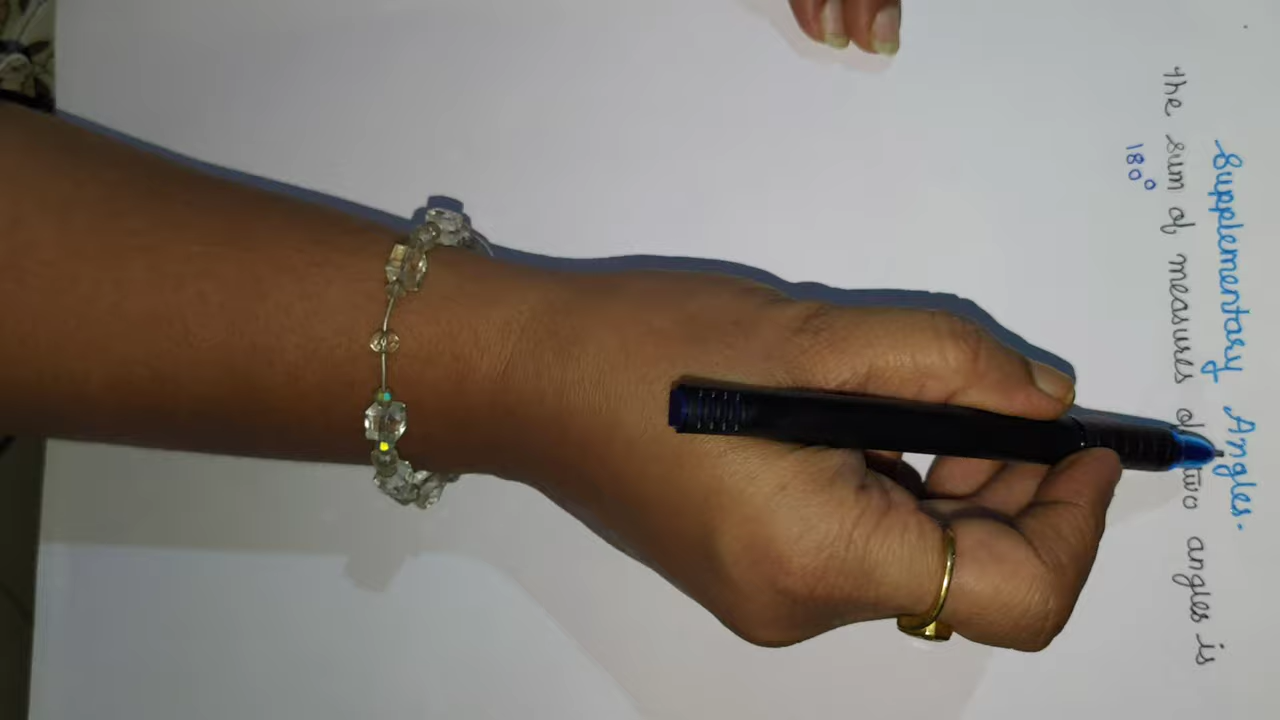 Supplementary Angles.
The sum of measures of two angles is
180°